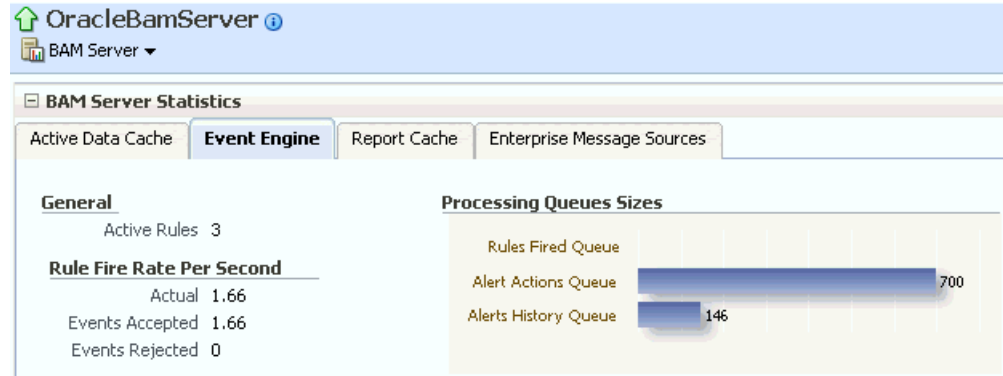 OracleBamServer
BAM Server
BAM Server Statistics
Active Data Cache
Event Engine
Report Cache
Enterprise Message Sources
General
Active Rules 3
Rule Fire Rate Per Second
Actual 1.66
Events Accepted 1.66
Events Rejected 0
Processing Queues Sizes
Rules Fired Queue
Alert Actions Queue 700
Alerts History Queue 146